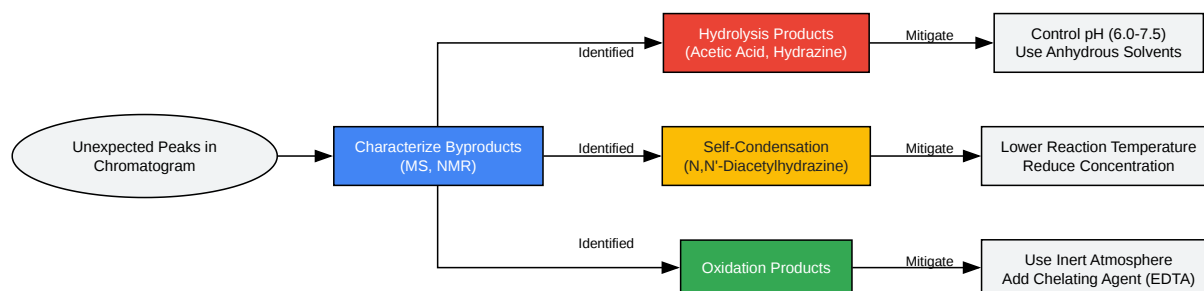 Unexpected Peaks in
Chromatogram
Characterize Byproducts
(MS, NMR)
Identified
Hydrolysis Products
(Acetic Acid, Hydrazine)
Mitigate
Control pH (6.0-7.5)
Use Anhydrous Solvents
Identified
Self-Condensation
(N,N'-Diacetylhydrazine)
Mitigate
Lower Reaction Temperature
Reduce Concentration
Identified
Oxidation Products
Mitigate
Use Inert Atmosphere
Add Chelating Agent (EDTA)